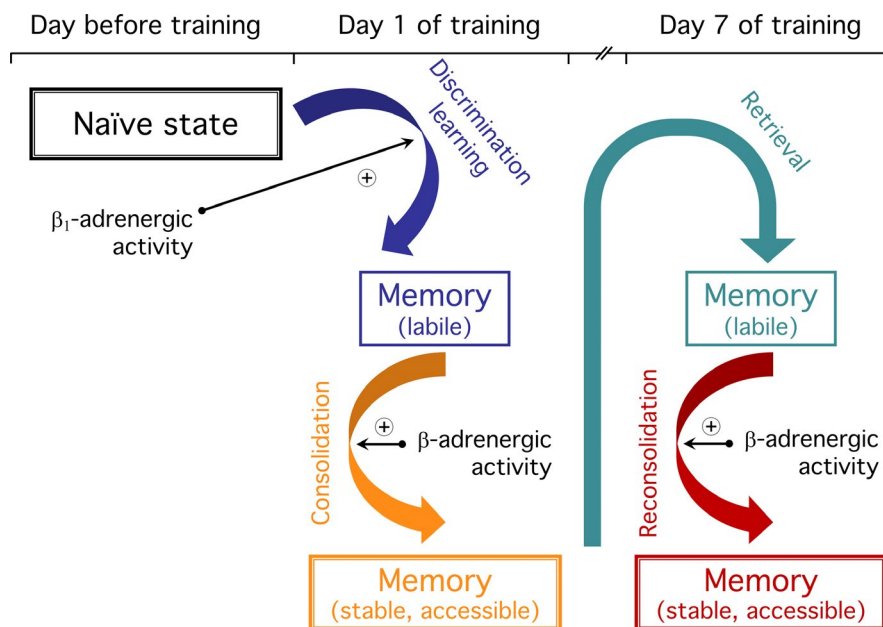 Day before training
Day 1 of training
Day 7 of training
Naïve state
Discrimination
learning
Retrieval
+
β₁-adrenergic
activity
Memory
(labile)
Memory
(labile)
Consolidation
+
β-adrenergic
activity
Reconsolidation
+
β-adrenergic
activity
Memory
(stable, accessible)
Memory
(stable, accessible)